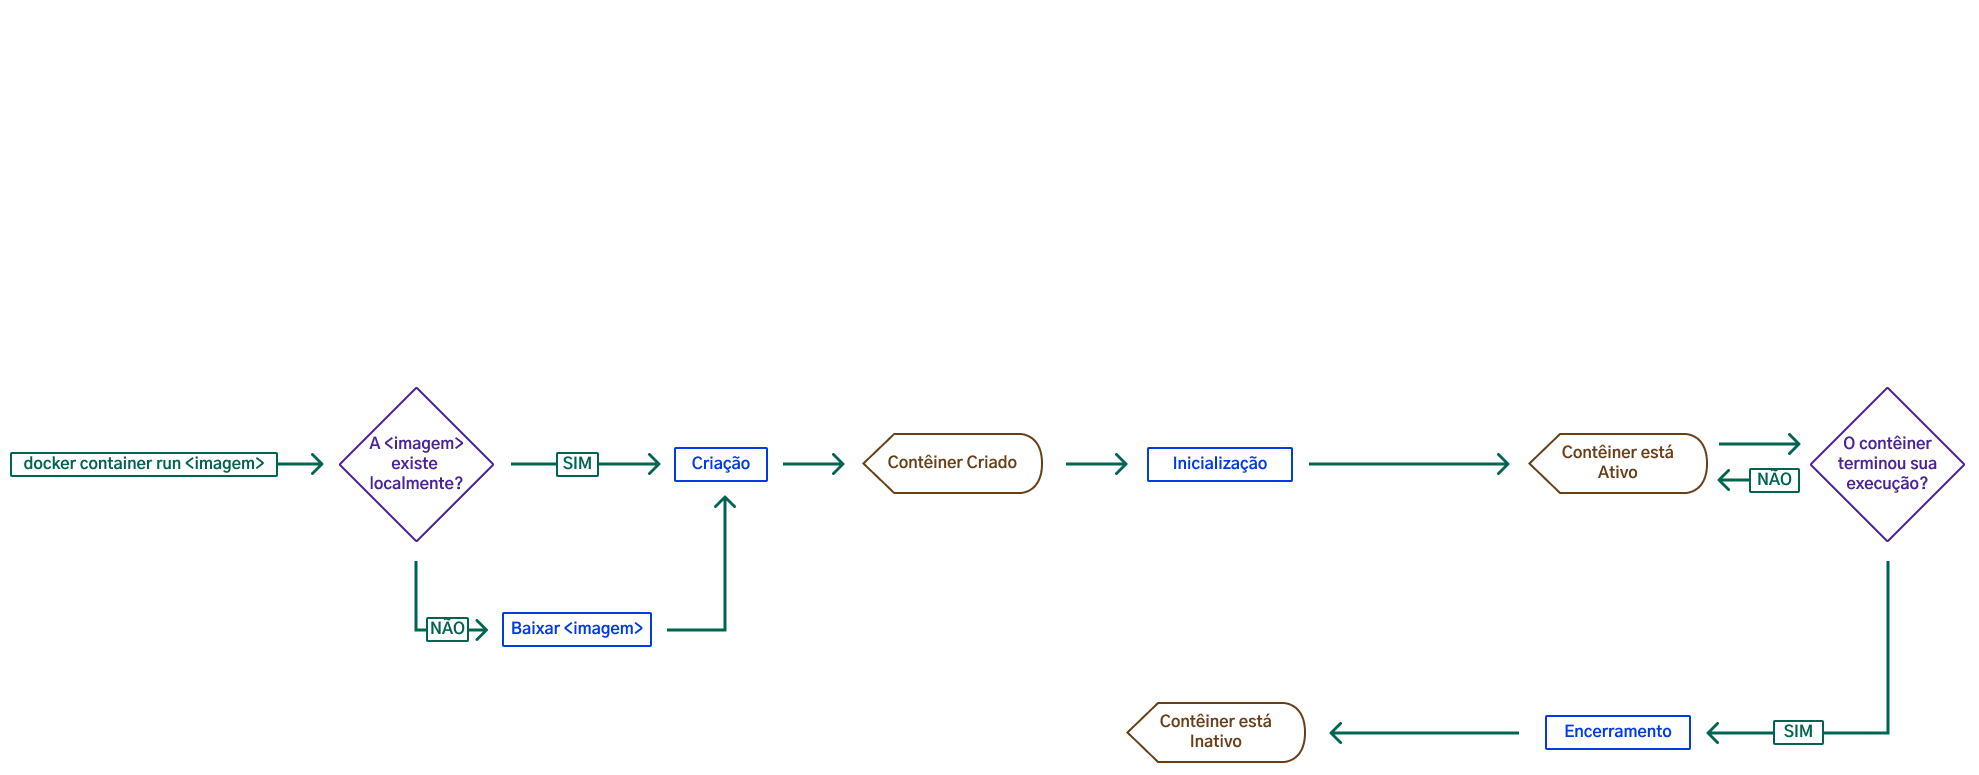 docker container run <imagem>
A <imagem>
existe
localmente?
SIM
Criação
Contêiner Criado
Inicialização
Contêiner está
Ativo
NÃO
O contêiner
terminou sua
execução?
NÃO
Baixar <imagem>
Contêiner está
Inativo
Encerramento
SIM